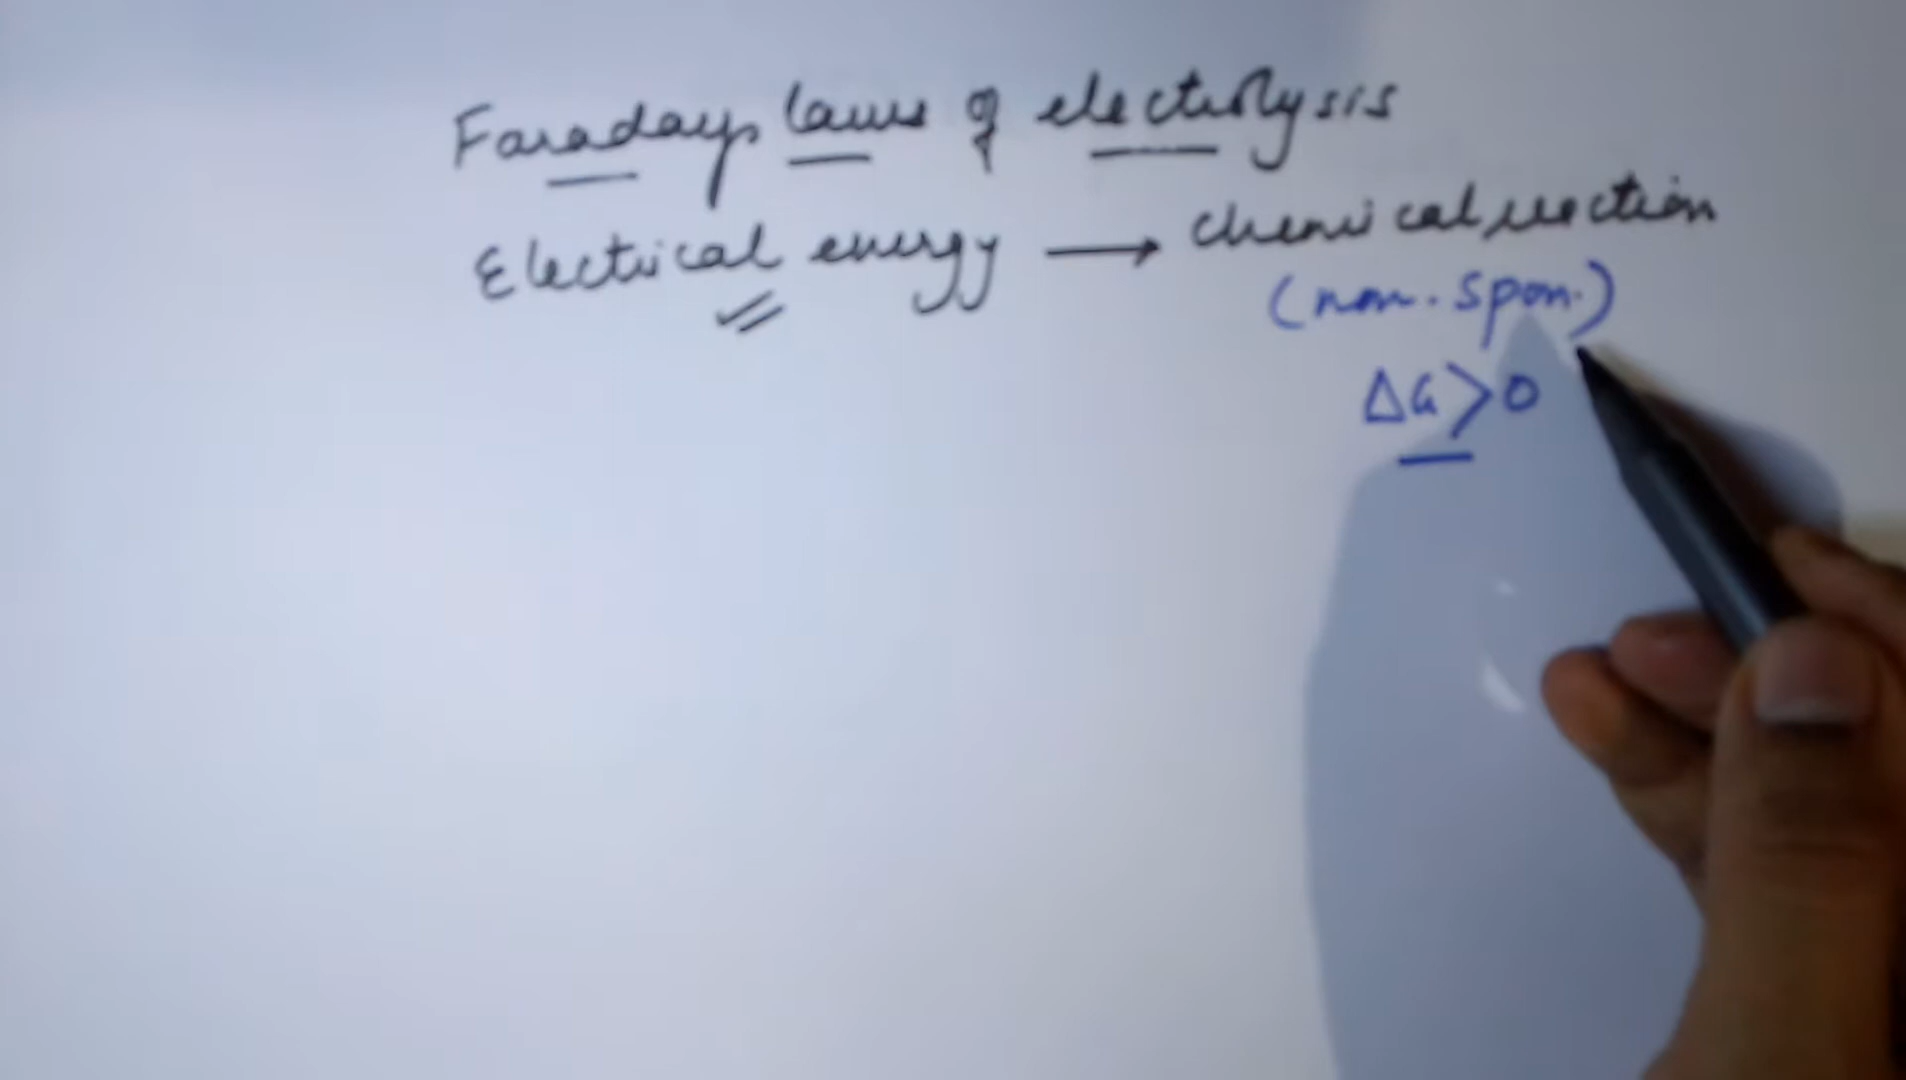 Faradays laws of electrolysis
Electrical energy → chemical reaction
(non. spon.)
ΔG > 0